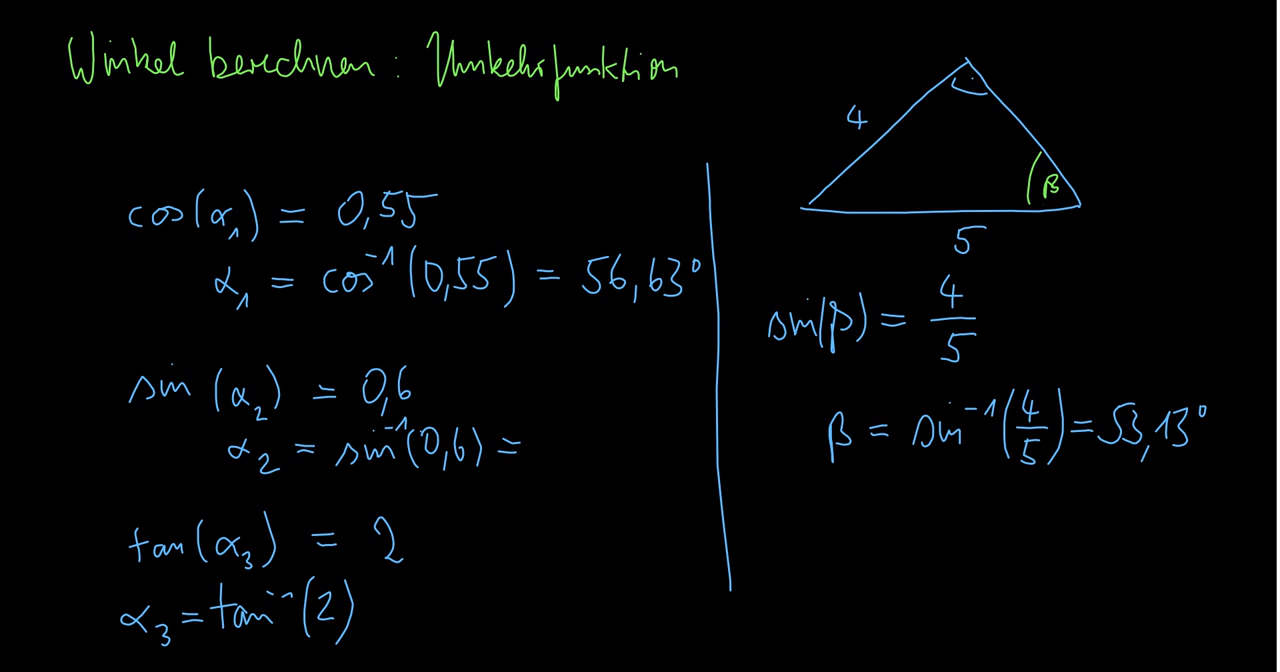 Winkel berechnen: Umkehrfunktion
cos(α₁) = 0,55
α₁ = cos⁻¹(0,55) = 56,63°
sin (α₂) = 0,6
α₂ = sin⁻¹(0,6) =
tan(α₃) = 2
α₃ = tan⁻¹(2)
4
β
5
sin(β) = 4/5
β = sin⁻¹(4/5) = 53,13°